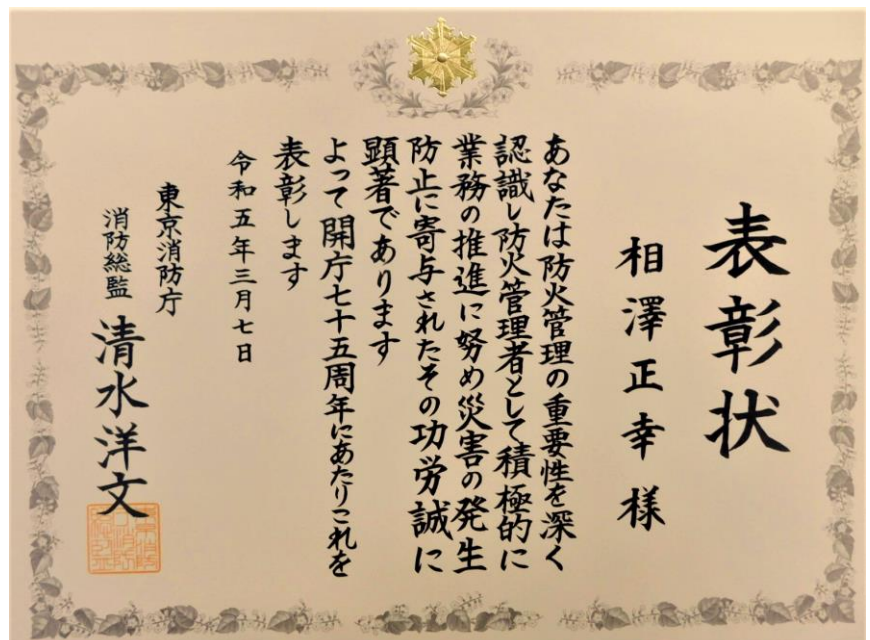 表彰状
相澤正幸様
あなたは防火管理の重要性を深く
認識し防火管理者として積極的に
業務の推進に努め災害の発生
防止に寄与されたその功労誠に
顕著であります
よって開庁七十五周年にあたりこれを
表彰します
令和五年三月七日
東京消防庁
消防総監 清水洋文